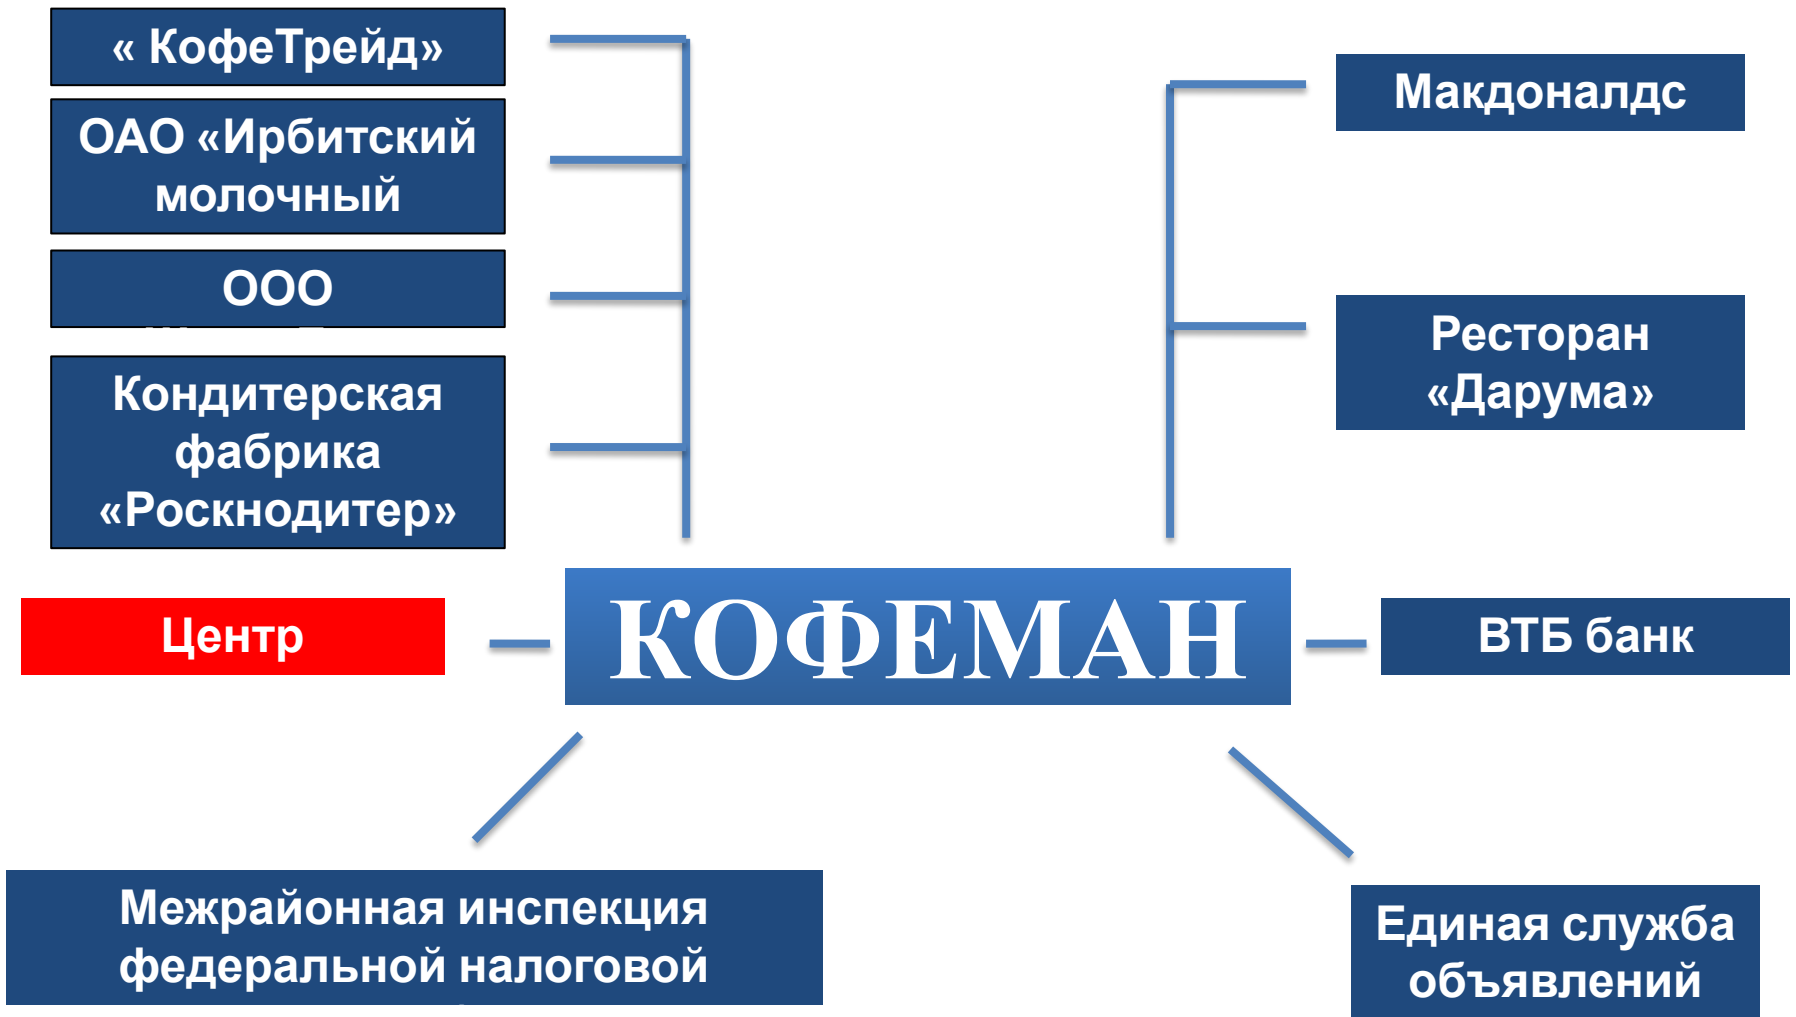 « КофеТрейд»
ОАО «Ирбитский
молочный
ООО
Кондитерская
фабрика
«Роскнодитер»
Макдоналдс
Ресторан
«Дарума»
Центр
КОФЕМАН
ВТБ банк
Межрайонная инспекция
федеральной налоговой
Единая служба
объявлений